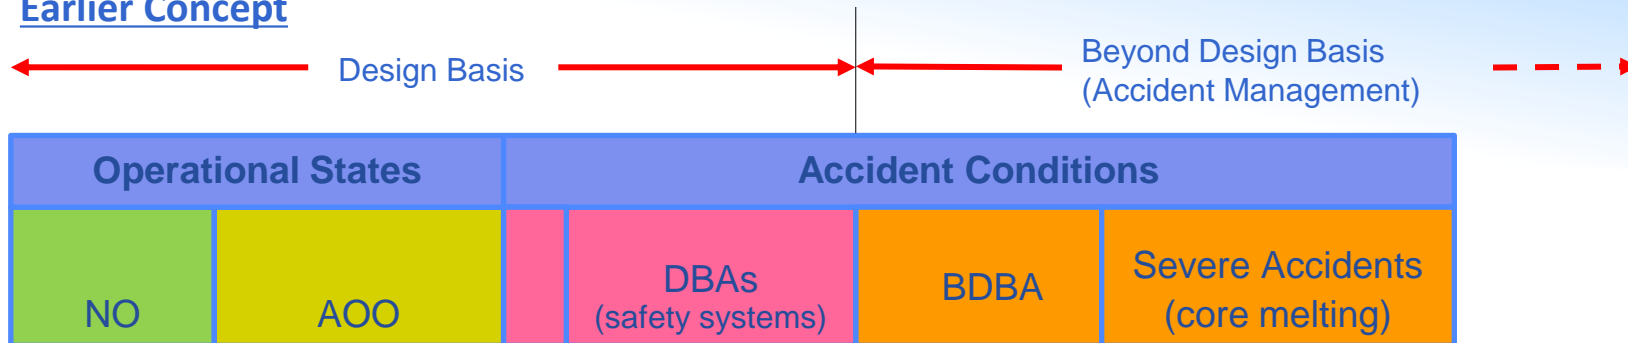 Earlier Concept
Design Basis
Beyond Design Basis
(Accident Management)
Operational States
Accident Conditions
NO
AOO
DBAs
(safety systems)
BDBA
Severe Accidents
(core melting)